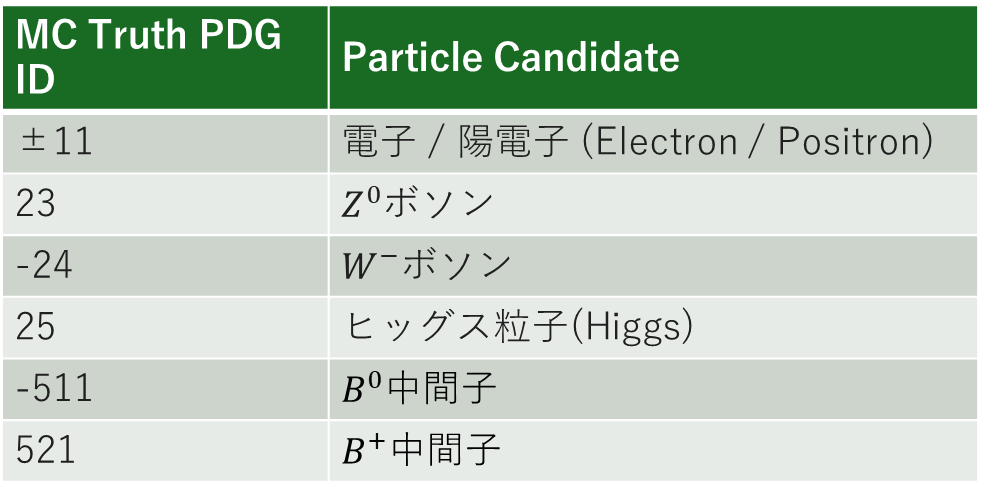 MC Truth PDG
ID
Particle Candidate
±11
電子 / 陽電子 (Electron / Positron)
23
Z⁰ボソン
-24
W⁻ボソン
25
ヒッグス粒子(Higgs)
-511
B⁰中間子
521
B⁺中間子